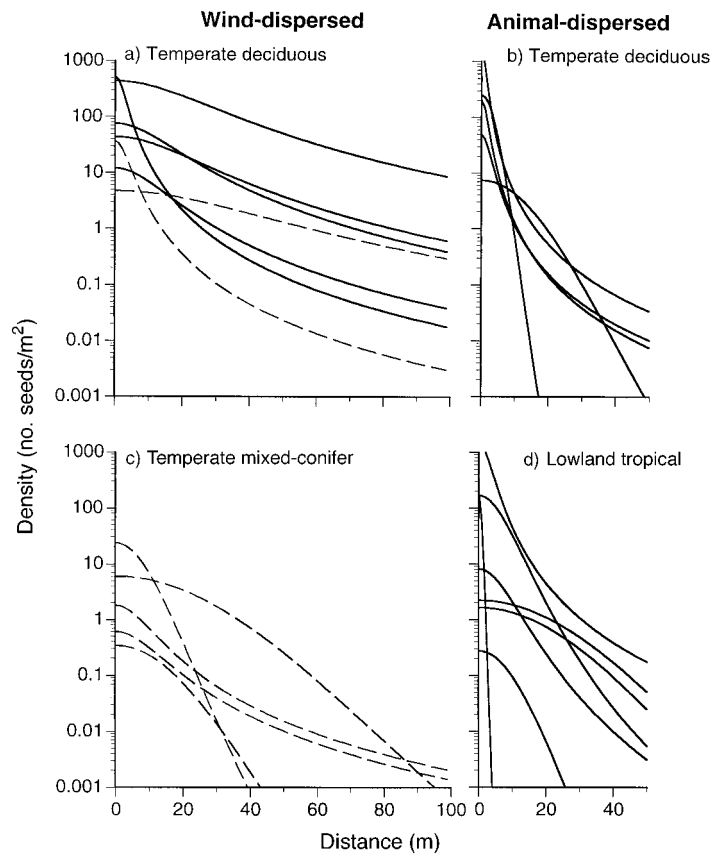 Wind-dispersed
Animal-dispersed
a) Temperate deciduous
b) Temperate deciduous
1000
100
10
1
0.1
0.01
0.001
c) Temperate mixed-conifer
d) Lowland tropical
1000
100
10
1
0.1
0.01
0.001
0 20 40 60 80 100
0 20 40
Density (no. seeds/m²)
Distance (m)